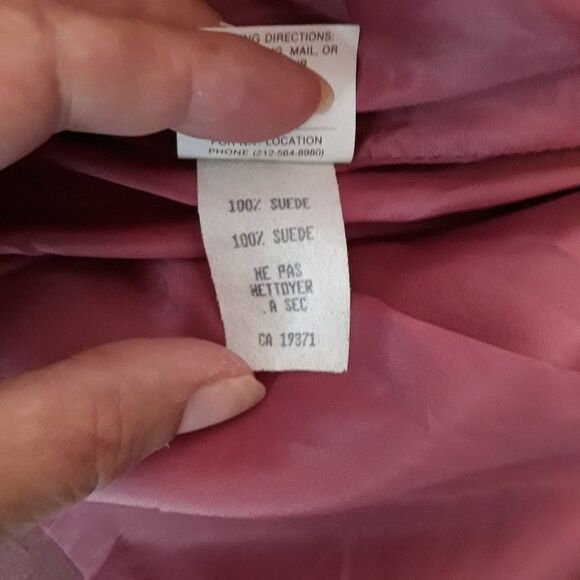 DIRECTIONS:
MAIL, OR
LOCATION
PHONE (212-564-8980)
100% SUEDE
100% SUEDE
NE PAS
NETTOYER
A SEC
CA 19371